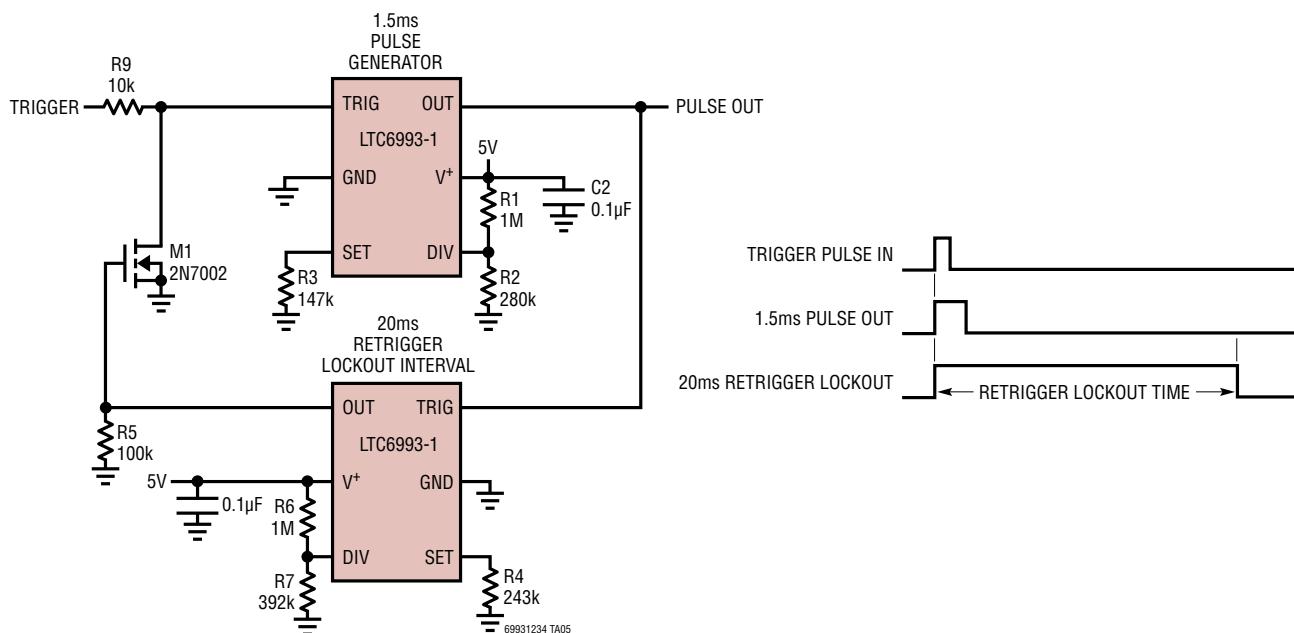 1.5ms
PULSE
GENERATOR
R9
10k
TRIGGER
TRIG
OUT
PULSE OUT
LTC6993-1
5V
GND
V+
R1
1M
C2
0.1µF
M1
2N7002
SET
DIV
R3
147k
R2
280k
20ms
RETRIGGER
LOCKOUT INTERVAL
OUT
TRIG
R5
100k
LTC6993-1
5V
V+
GND
0.1µF
R6
1M
DIV
SET
R7
392k
R4
243k
69931234 TA05
TRIGGER PULSE IN
1.5ms PULSE OUT
20ms RETRIGGER LOCKOUT
RETRIGGER LOCKOUT TIME